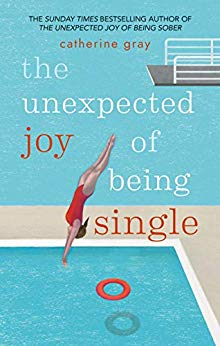 THE SUNDAY TIMES BESTSELLING AUTHOR OF
THE UNEXPECTED JOY OF BEING SOBER
catherine gray
the
unexpected
joy of
being
single